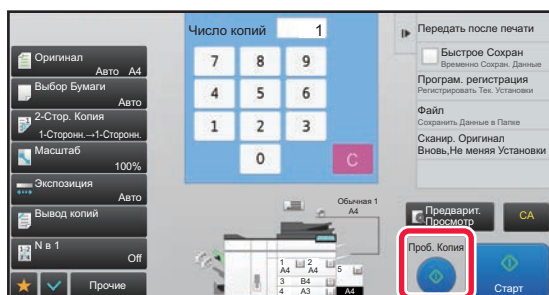 Оригинал
Авто A4
Выбор Бумаги
Авто
2-Стор. Копия
1-Сторонн.→1-Сторонн.
Масштаб
100%
Экспозиция
Авто
Вывод копий
N в 1
Off
Прочие
Число копий 1
7 8 9
4 5 6
1 2 3
0 C
Обычная 1
A4
1 A4
2 A4
3 B4
4 A3
5
A4
Передать после печати
Быстрое Сохран
Временно Сохран. Данные
Програм. регистрация
Регистрировать Тек. Установки
Файл
Сохранить Данные в Папке
Сканир. Оригинал
Вновь,Не меняя Установки
Предварит.
Просмотр
CA
Проб. Копия
Старт